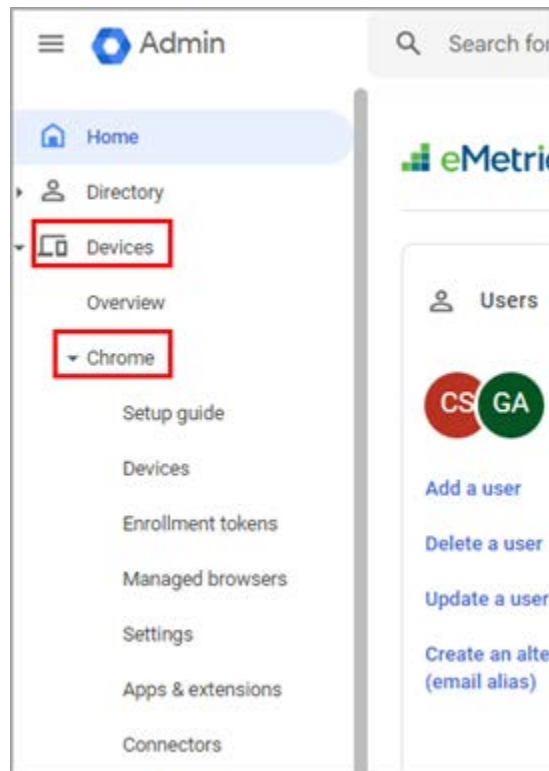 Admin
Search for
Home
Directory
Devices
Overview
Chrome
Setup guide
Devices
Enrollment tokens
Managed browsers
Settings
Apps & extensions
Connectors
eMetric
Users
CS GA
Add a user
Delete a user
Update a user
Create an alte
(email alias)